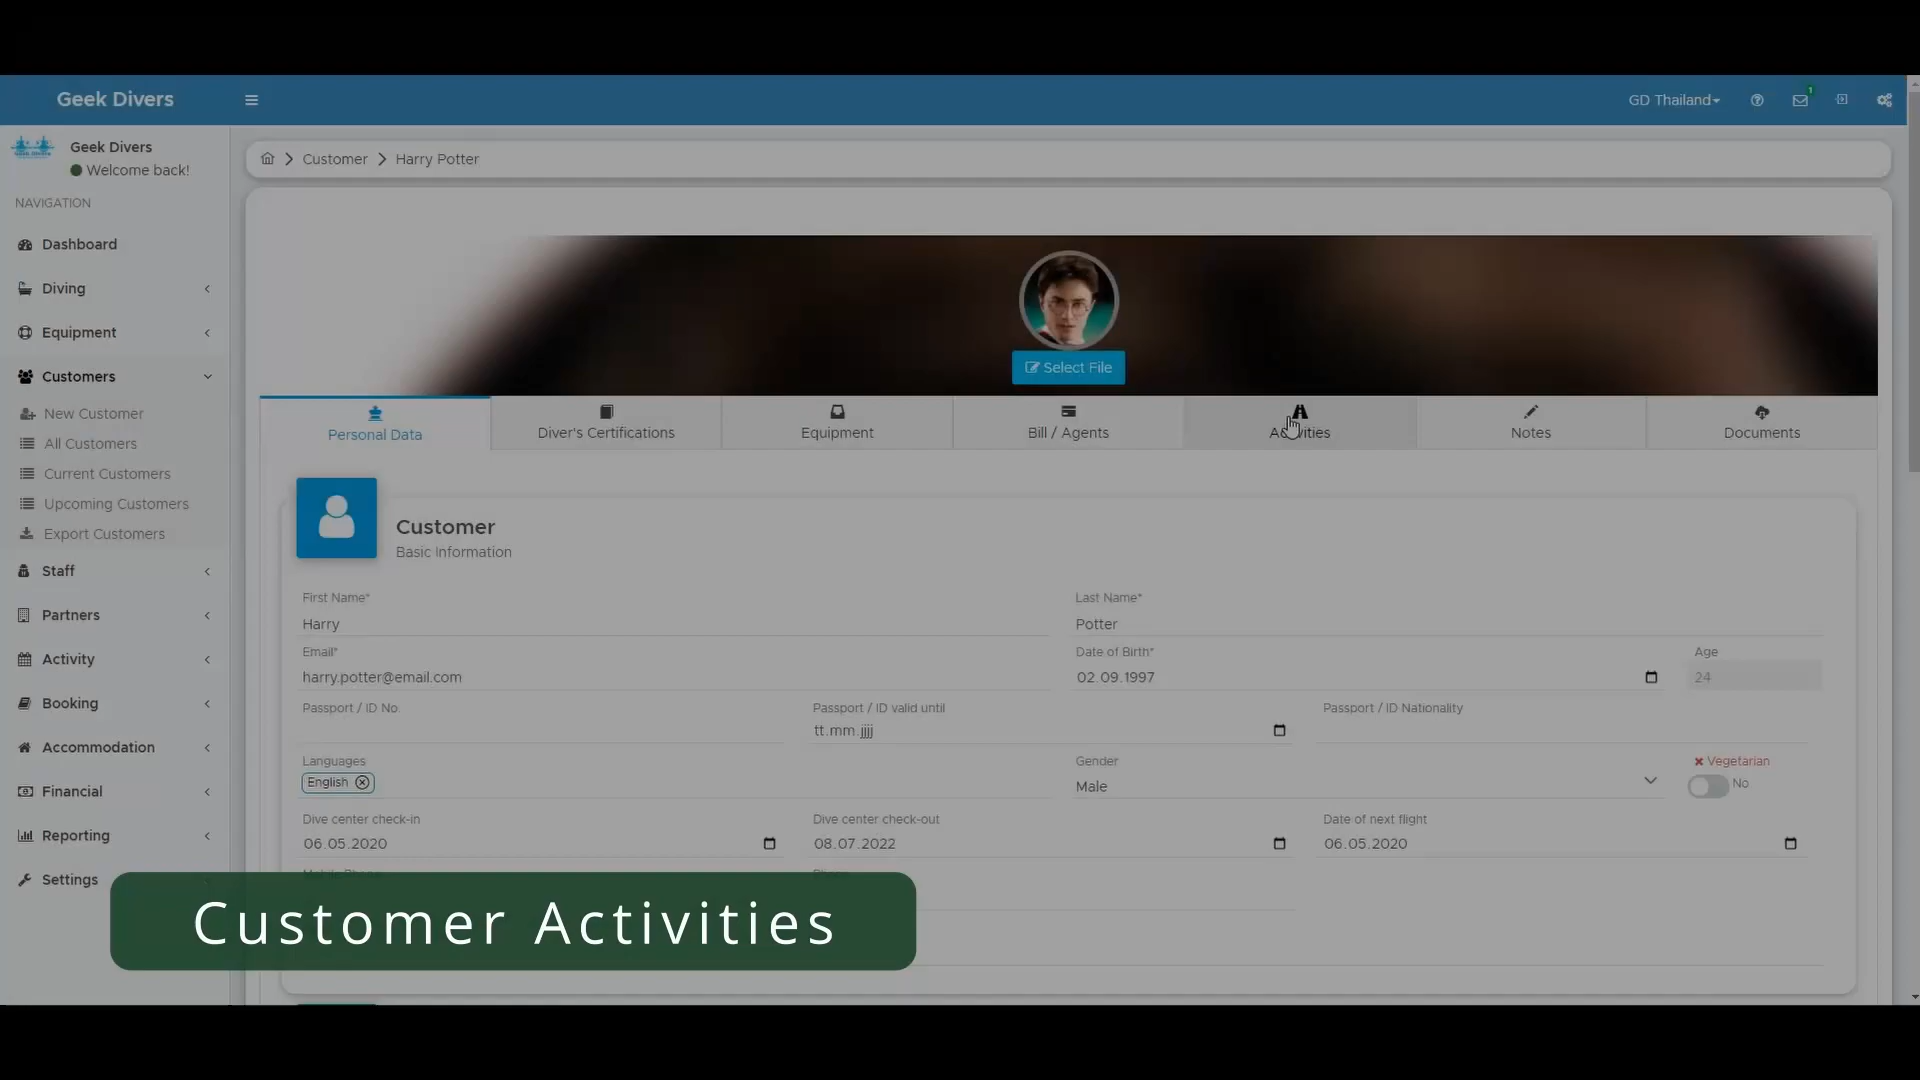 Geek Divers
GD Thailand
1
Geek Divers
Welcome back!
NAVIGATION
Dashboard
Diving
Equipment
Customers
New Customer
All Customers
Current Customers
Upcoming Customers
Export Customers
Staff
Partners
Activity
Booking
Accommodation
Financial
Reporting
Settings
Customer
Harry Potter
Select File
Personal Data
Diver's Certifications
Equipment
Bill / Agents
Activities
Notes
Documents
Customer
Basic Information
First Name*
Last Name*
Harry
Potter
Email*
Date of Birth*
Age
harry.potter@email.com
02.09.1997
24
Passport / ID No.
Passport / ID valid until
Passport / ID Nationality
tt.mm.jjjj
Languages
Gender
Vegetarian
English
Male
No
Dive center check-in
Dive center check-out
Date of next flight
06.05.2020
08.07.2022
06.05.2020
Customer Activities